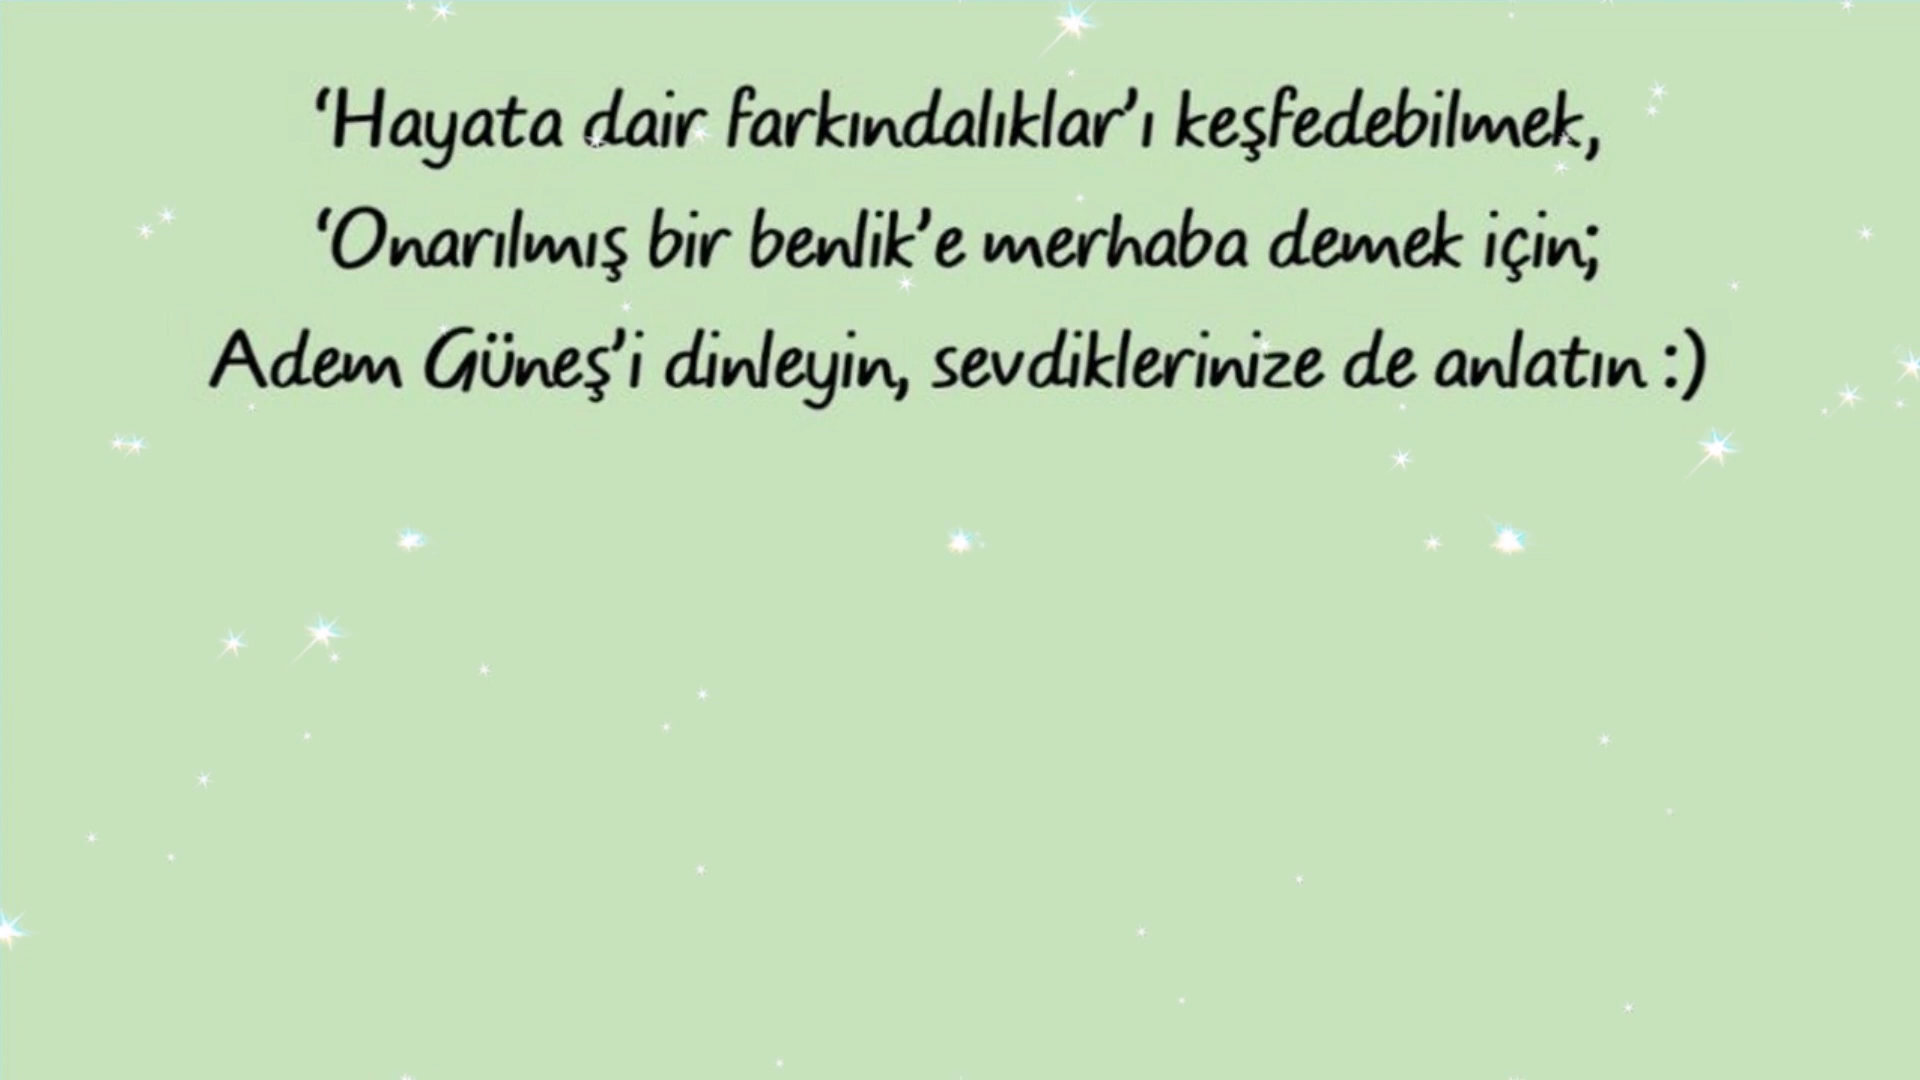 ‘Hayata dair farkındalıklar’ı keşfedebilmek,
‘Onarılmış bir benlik’e merhaba demek için;
Adem Güneş’i dinleyin, sevdiklerinize de anlatın :)